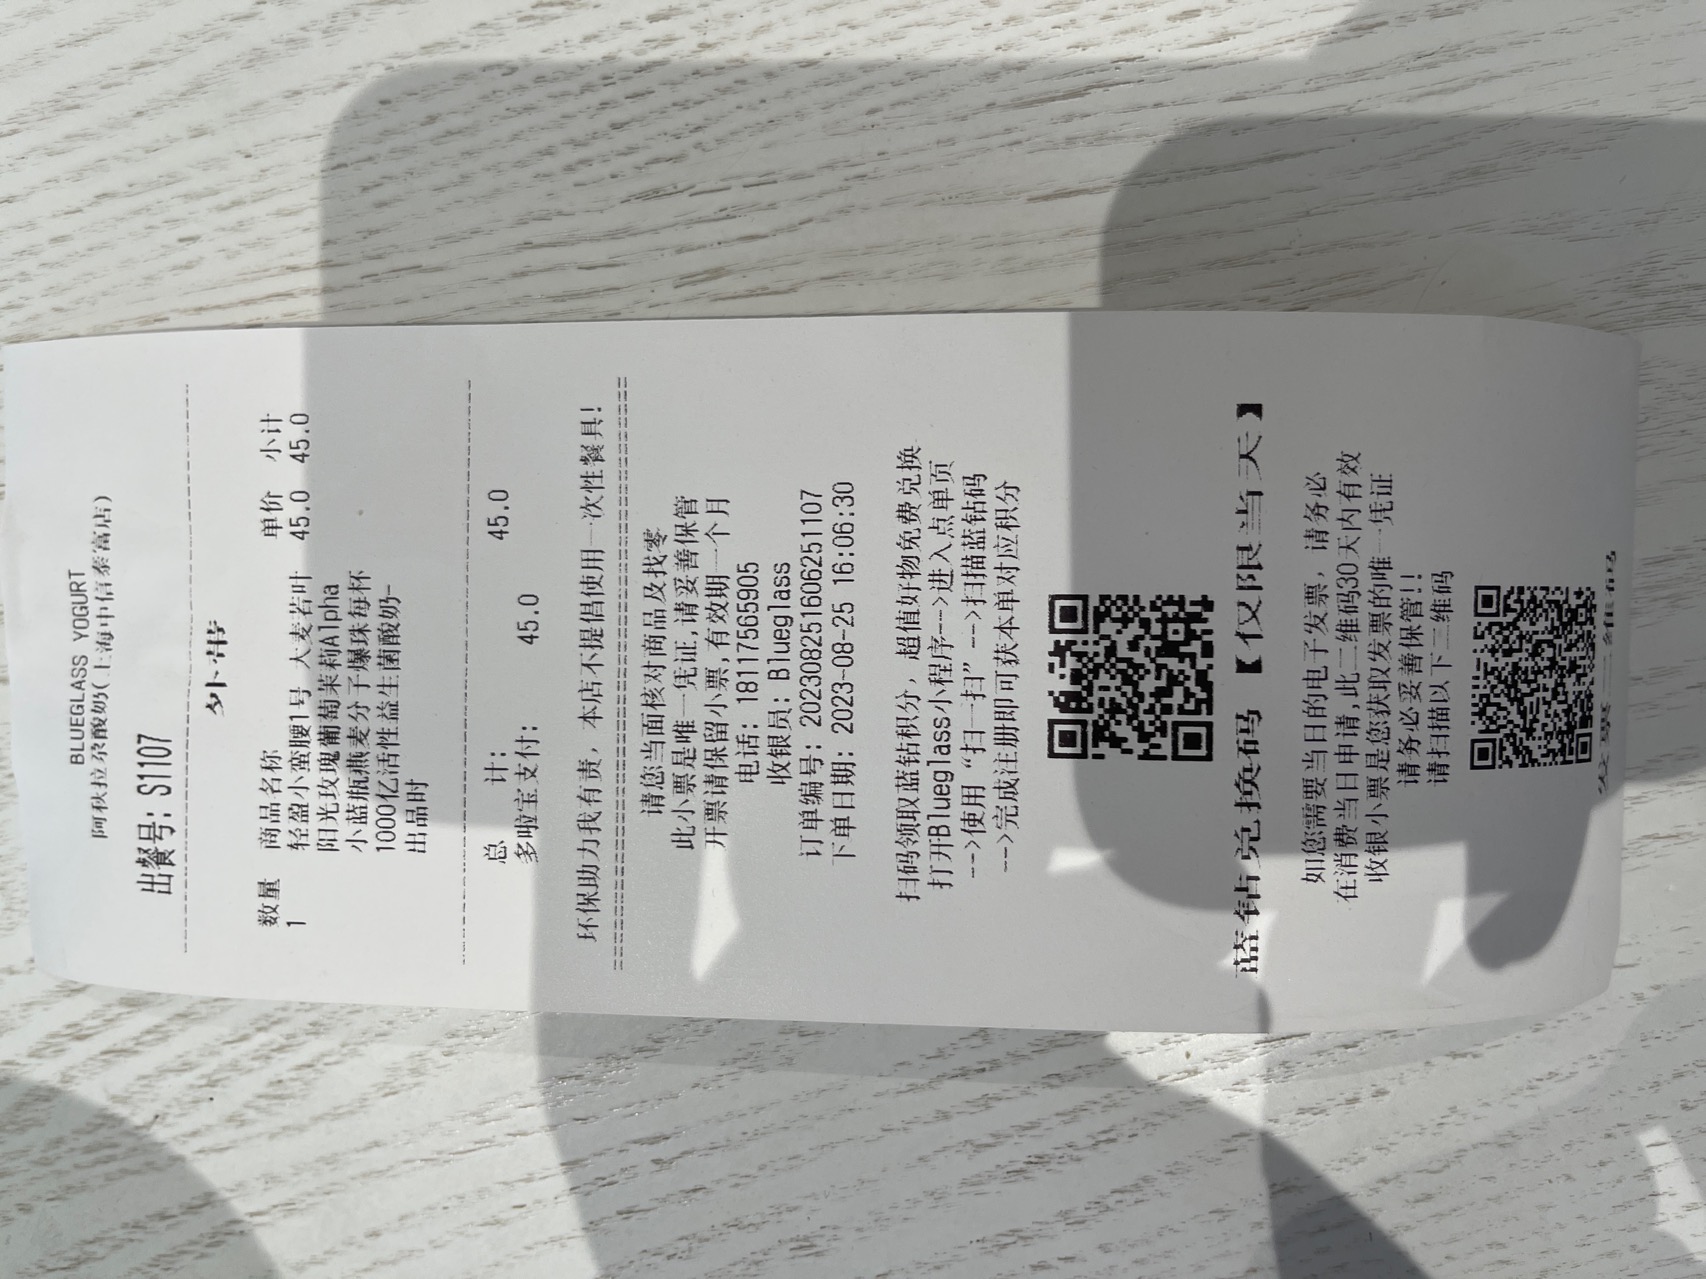 BLUEGLASS YOGURT
阿秋拉尕酸奶(上海中信泰富店)
出餐号: S1107
外带
数量 商品名称 单价 小计
1 轻盈小蛮腰1号 大麦若叶 45.0 45.0
阳光玫瑰葡萄茉莉Alpha
小蓝瓶燕麦分子爆珠每杯
1000亿活性益生菌酸奶-
出品时
总 计: 45.0
多啦宝支付: 45.0
环保助力我有责, 本店不提倡使用一次性餐具!
请您当面核对商品及找零
此小票是唯一凭证,请妥善保管
开票请保留小票,有效期一个月
电话: 18117565905
收银员: Blueglass
订单编号: 20230825160625​1107
下单日期: 2023-08-25 16:06:30
扫码领取蓝钻积分, 超值好物免费兑换
打开Blueglass小程序-->进入点单页
-->使用 “扫一扫” -->扫描蓝钻码
-->完成注册即可获本单对应积分
蓝钻兑换码【仅限当天】
如您需要当日的电子发票, 请务必
在消费当日申请,此二维码30天内有效
收银小票是您获取发票的唯一凭证
请务必妥善保管!!
请扫描以下二维码
发票二维码